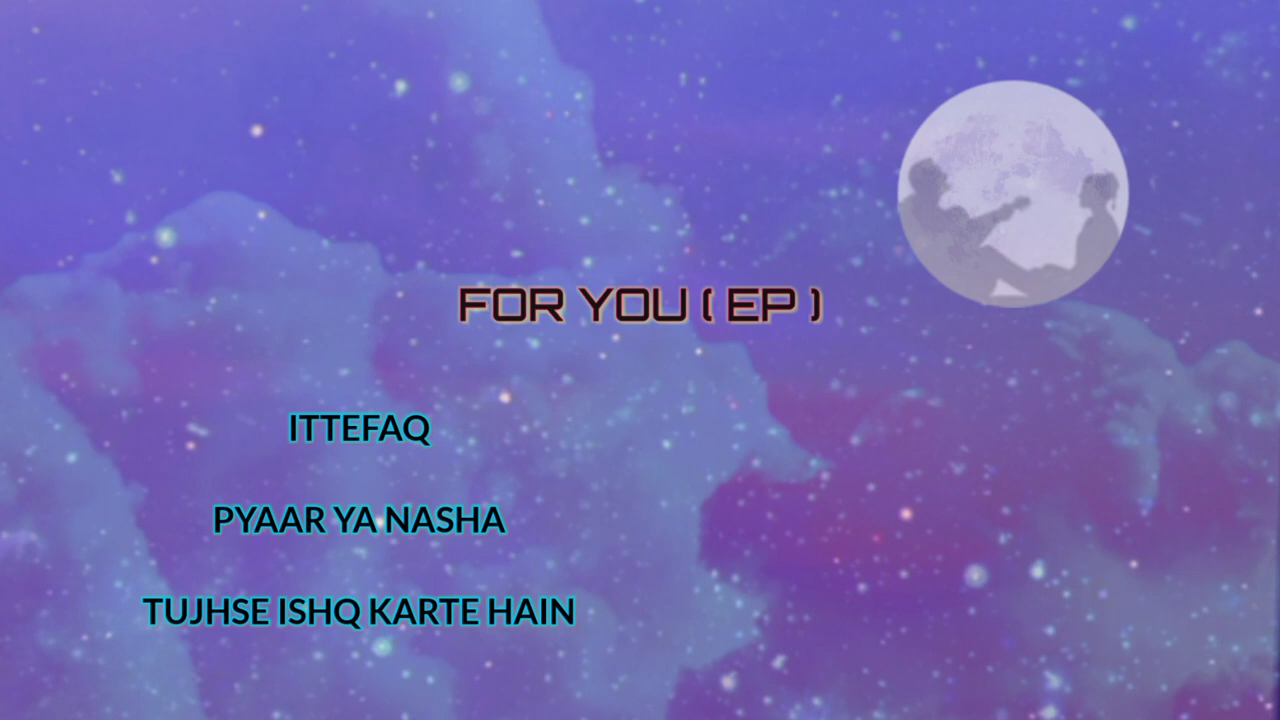 FOR YOU ( EP )
ITTEFAQ
PYAAR YA NASHA
TUJHSE ISHQ KARTE HAIN